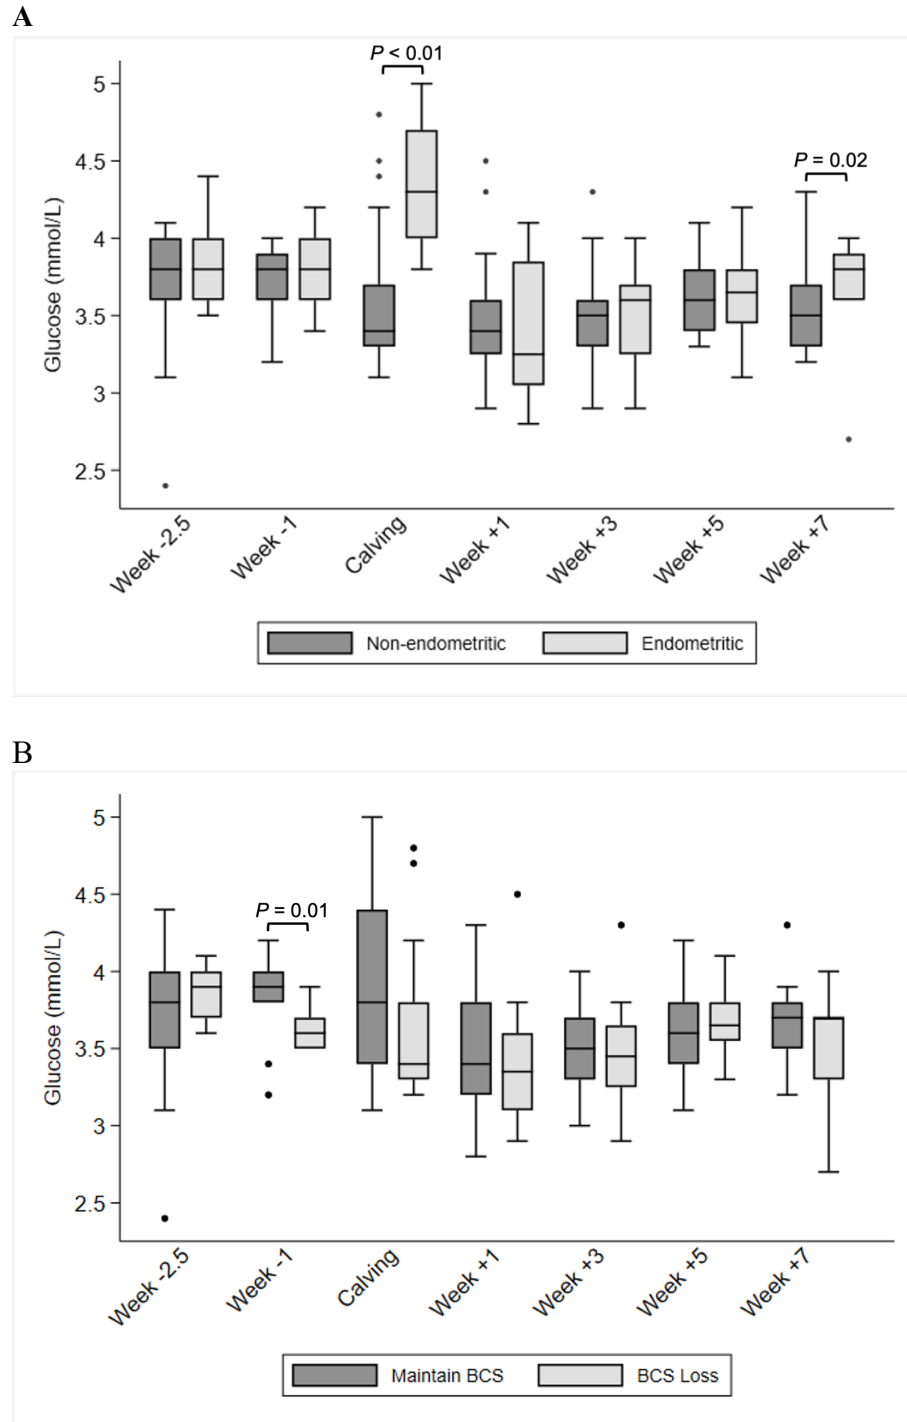 A
P < 0.01
P = 0.02
Glucose (mmol/L)
5
4.5
4
3.5
3
2.5
Week -2.5
Week -1
Calving
Week +1
Week +3
Week +5
Week +7
Non-endometritic
Endometritic
B
P = 0.01
Glucose (mmol/L)
5
4.5
4
3.5
3
2.5
Week -2.5
Week -1
Calving
Week +1
Week +3
Week +5
Week +7
Maintain BCS
BCS Loss